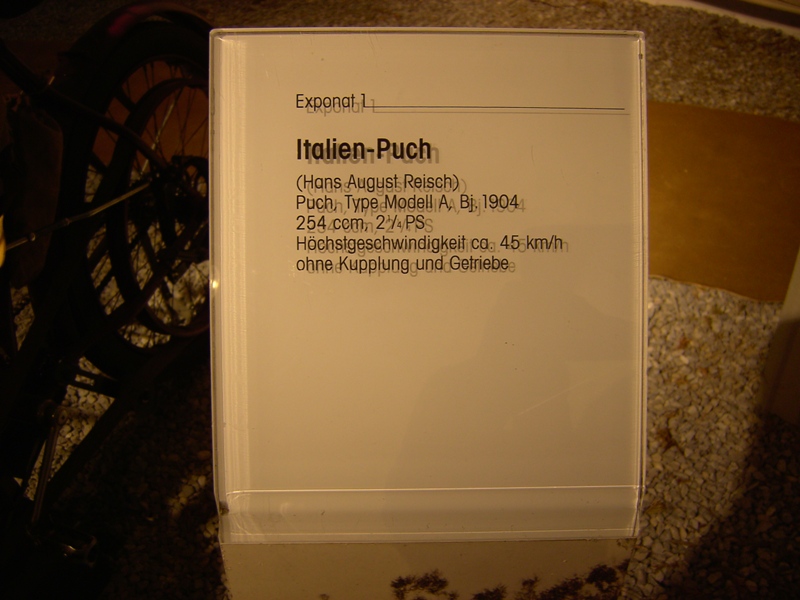 Exponat 1
Italien-Puch
(Hans August Reisch)
Puch, Type Modell A, Bj. 1904
254 ccm, 2 1/4 PS
Höchstgeschwindigkeit ca. 45 km/h
ohne Kupplung und Getriebe